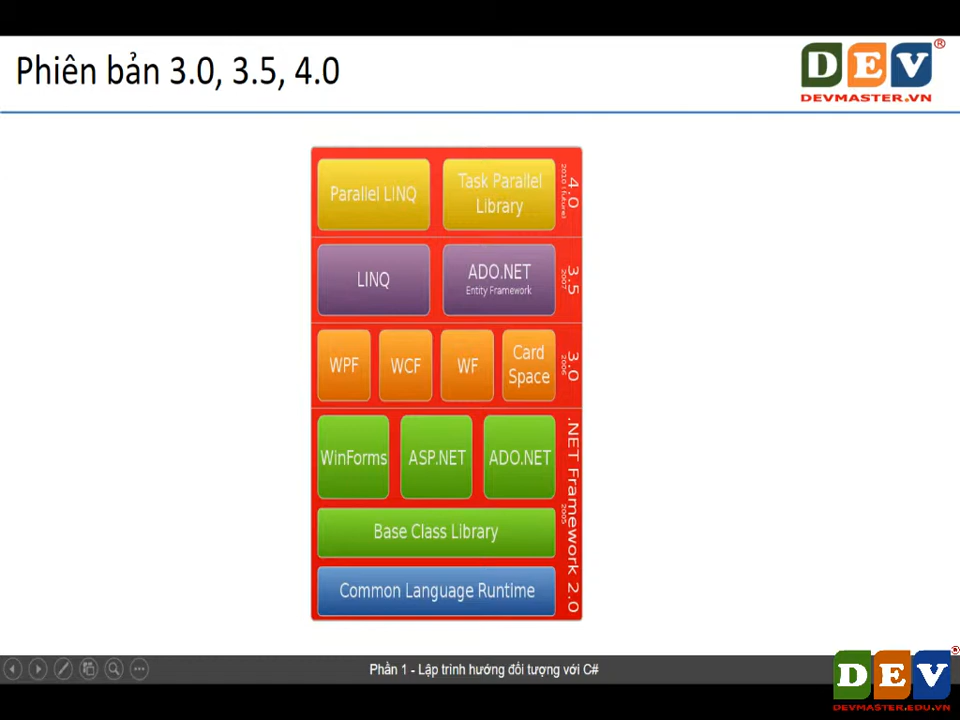 Phiên bản 3.0, 3.5, 4.0
DEV®
DEVMASTER.VN
Parallel LINQ
Task Parallel
Library
4.0
2010 (future)
LINQ
ADO.NET
Entity Framework
3.5
2007
WPF
WCF
WF
Card
Space
3.0
2006
WinForms
ASP.NET
ADO.NET
Base Class Library
Common Language Runtime
.NET Framework 2.0
2005
Phần 1 - Lập trình hướng đối tượng với C#
DEV®
DEVMASTER.EDU.VN